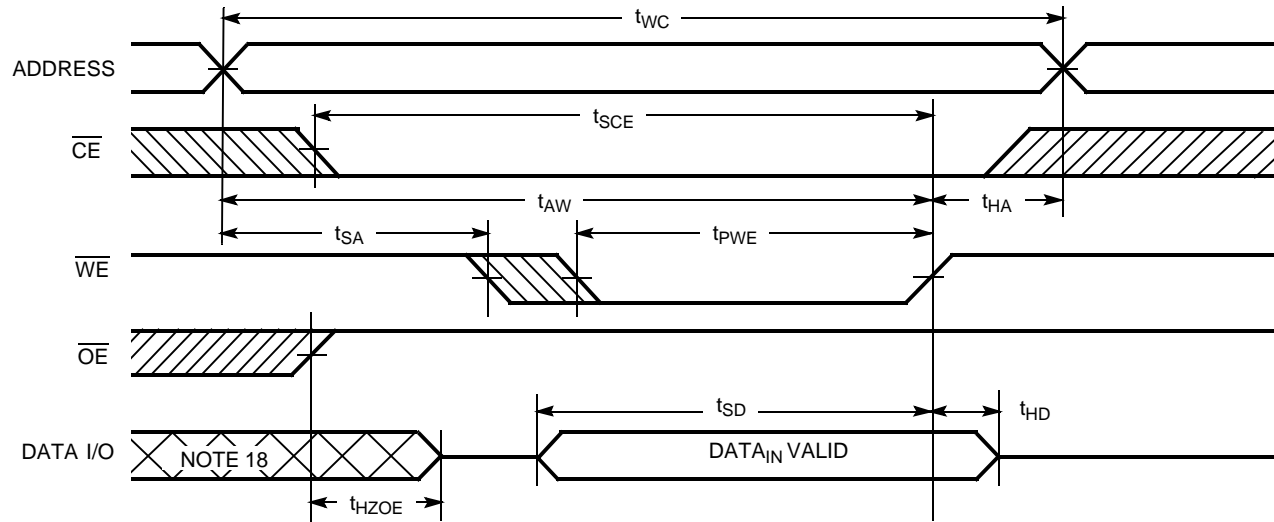 tWC
ADDRESS
tSCE
CE
tAW
tHA
tSA
tPWE
WE
OE
tSD
tHD
DATA I/O
NOTE 18
DATAIN VALID
tHZOE